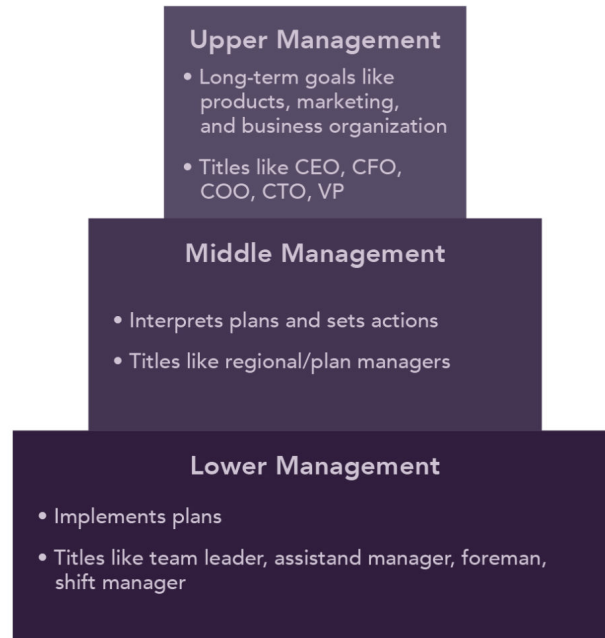 Upper Management
• Long-term goals like
products, marketing,
and business organization
• Titles like CEO, CFO,
COO, CTO, VP
Middle Management
• Interprets plans and sets actions
• Titles like regional/plan managers
Lower Management
• Implements plans
• Titles like team leader, assistand manager, foreman,
shift manager